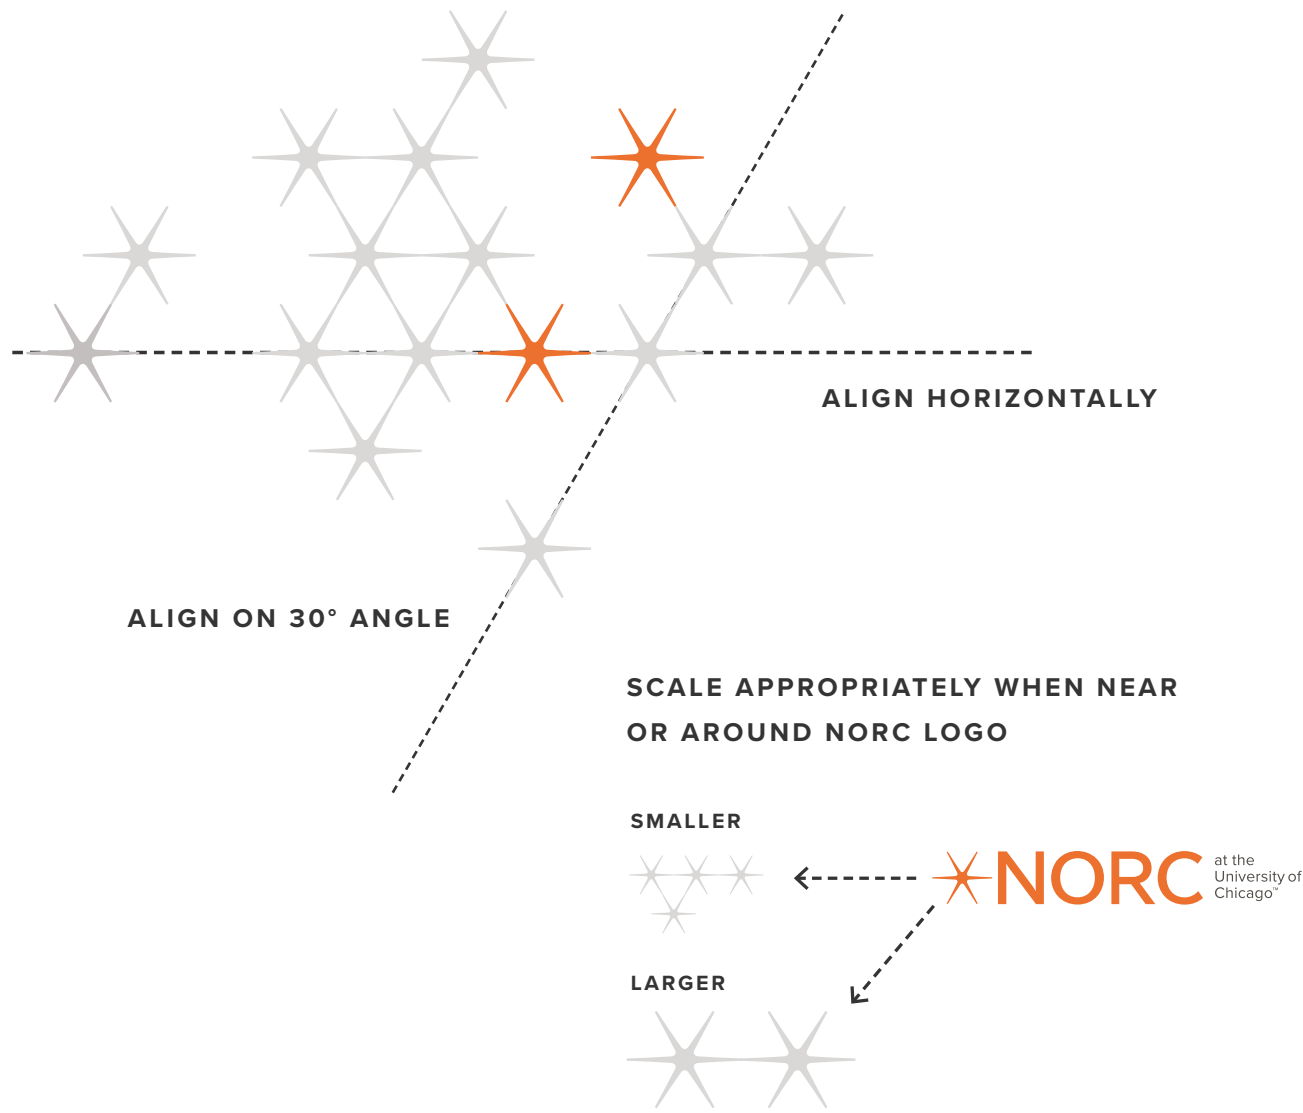 ALIGN HORIZONTALLY
ALIGN ON 30° ANGLE
SCALE APPROPRIATELY WHEN NEAR
OR AROUND NORC LOGO
SMALLER
NORC
at the
University of
Chicago™
LARGER